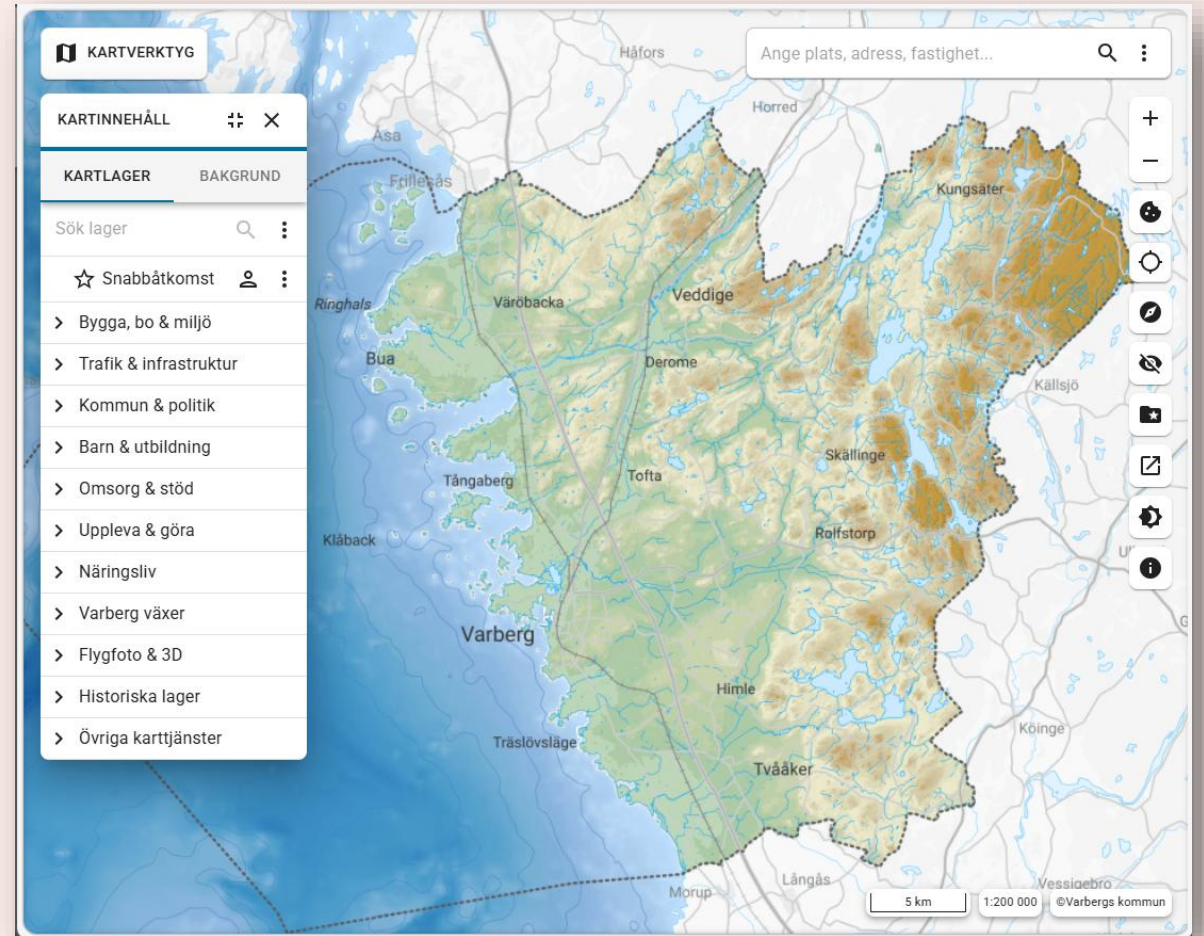 KARTVERKTYG
Ange plats, adress, fastighet...
KARTINNEHÅLL
KARTLAGER
BAKGRUND
Sök lager
Snabbåtkomst
Bygga, bo & miljö
Trafik & infrastruktur
Kommun & politik
Barn & utbildning
Omsorg & stöd
Uppleva & göra
Näringsliv
Varberg växer
Flygfoto & 3D
Historiska lager
Övriga karttjänster
Håfors
Horred
Åsa
Frillesås
Kungsäter
Ringhals
Väröbacka
Veddige
Bua
Derome
Källsjö
Skällinge
Tångaberg
Tofta
Klåback
Rolfstorp
Varberg
Himle
Köinge
Träslövsläge
Tvååker
Långås
Morup
Vessigebro
5 km
1:200 000
©Varbergs kommun